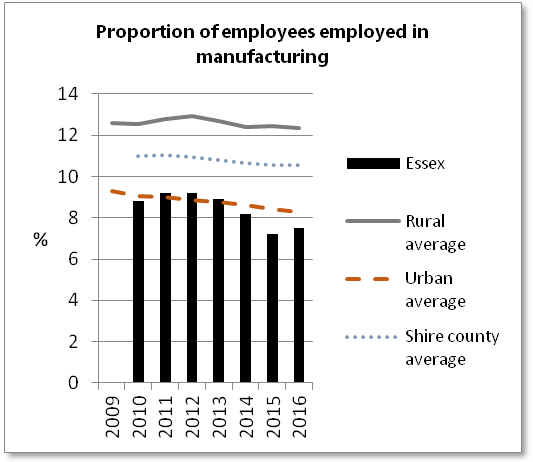 Proportion of employees employed in
manufacturing
14
12
10
8
6
4
2
0
%
2009
2010
2011
2012
2013
2014
2015
2016
Essex
Rural
average
Urban
average
Shire county
average